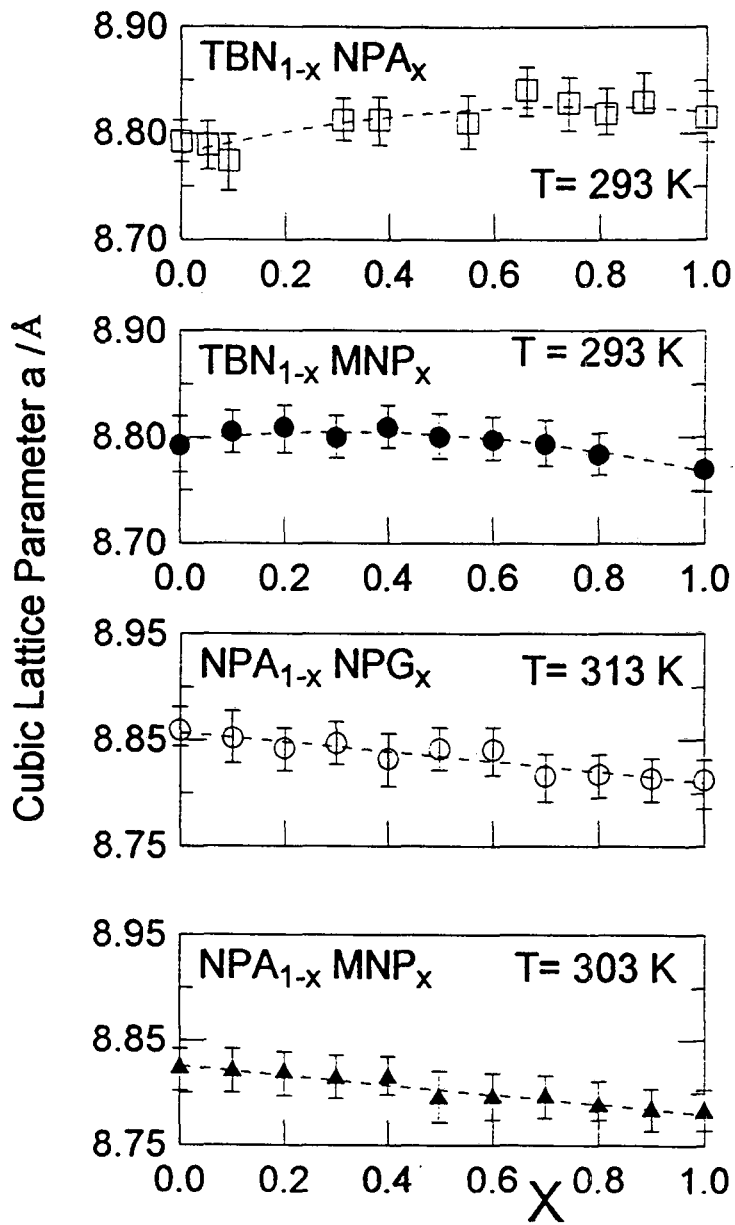 Cubic Lattice Parameter a / Å
8.90
TBN1-x NPAx
8.80
T= 293 K
8.70
0.0 0.2 0.4 0.6 0.8 1.0
8.90
TBN1-x MNPx T = 293 K
8.80
8.70
0.0 0.2 0.4 0.6 0.8 1.0
8.95
NPA1-x NPGx T= 313 K
8.85
8.75
8.95
NPA1-x MNPx T= 303 K
8.85
8.75
0.0 0.2 0.4 0.6 0.8 1.0
X